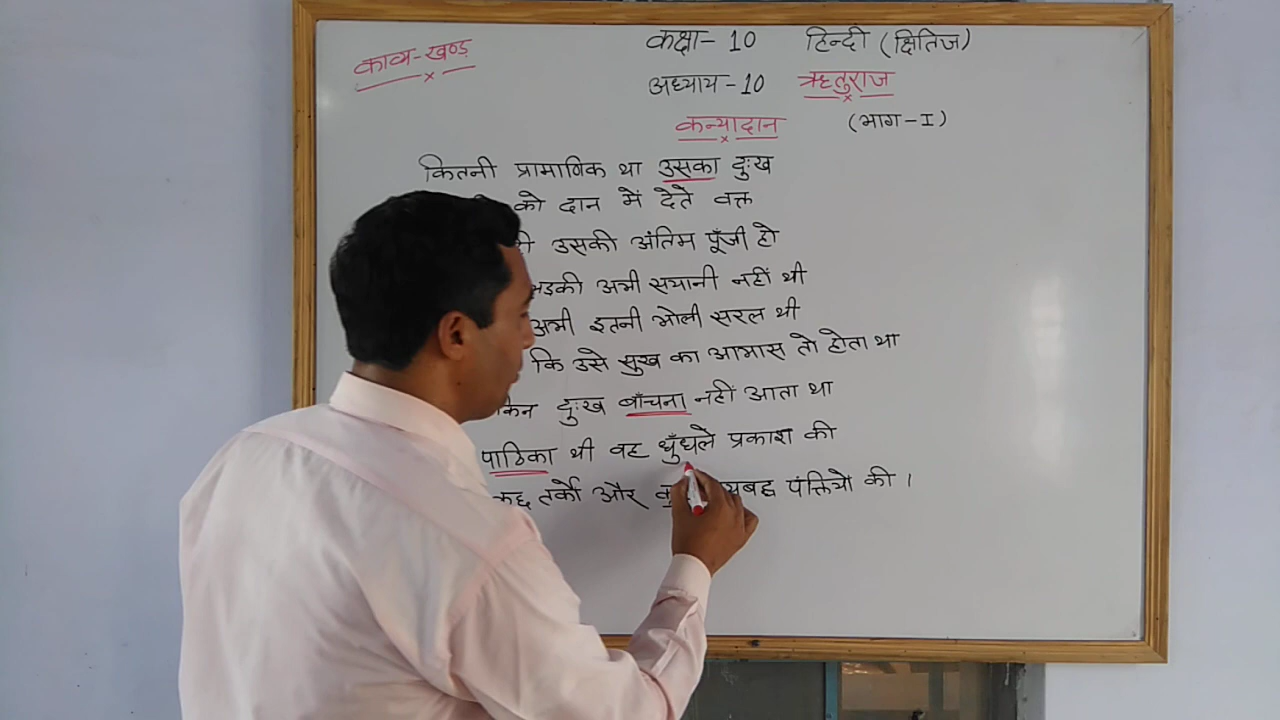 काव्य-खण्ड
कक्षा-10 हिन्दी (क्षितिज)
अध्याय-10 ऋतुराज
कन्यादान (भाग-I)
कितनी प्रामाणिक था उसका दुःख
को दान में देते वक्त
उसकी अंतिम पूँजी हो
अभी सयानी नहीं थी
अभी इतनी भोली सरल थी
कि उसे सुख का आभास तो होता था
दुःख बाँचना नहीं आता था
पाठिका थी वह धुँधले प्रकाश की
तर्को और पंक्तियो की।